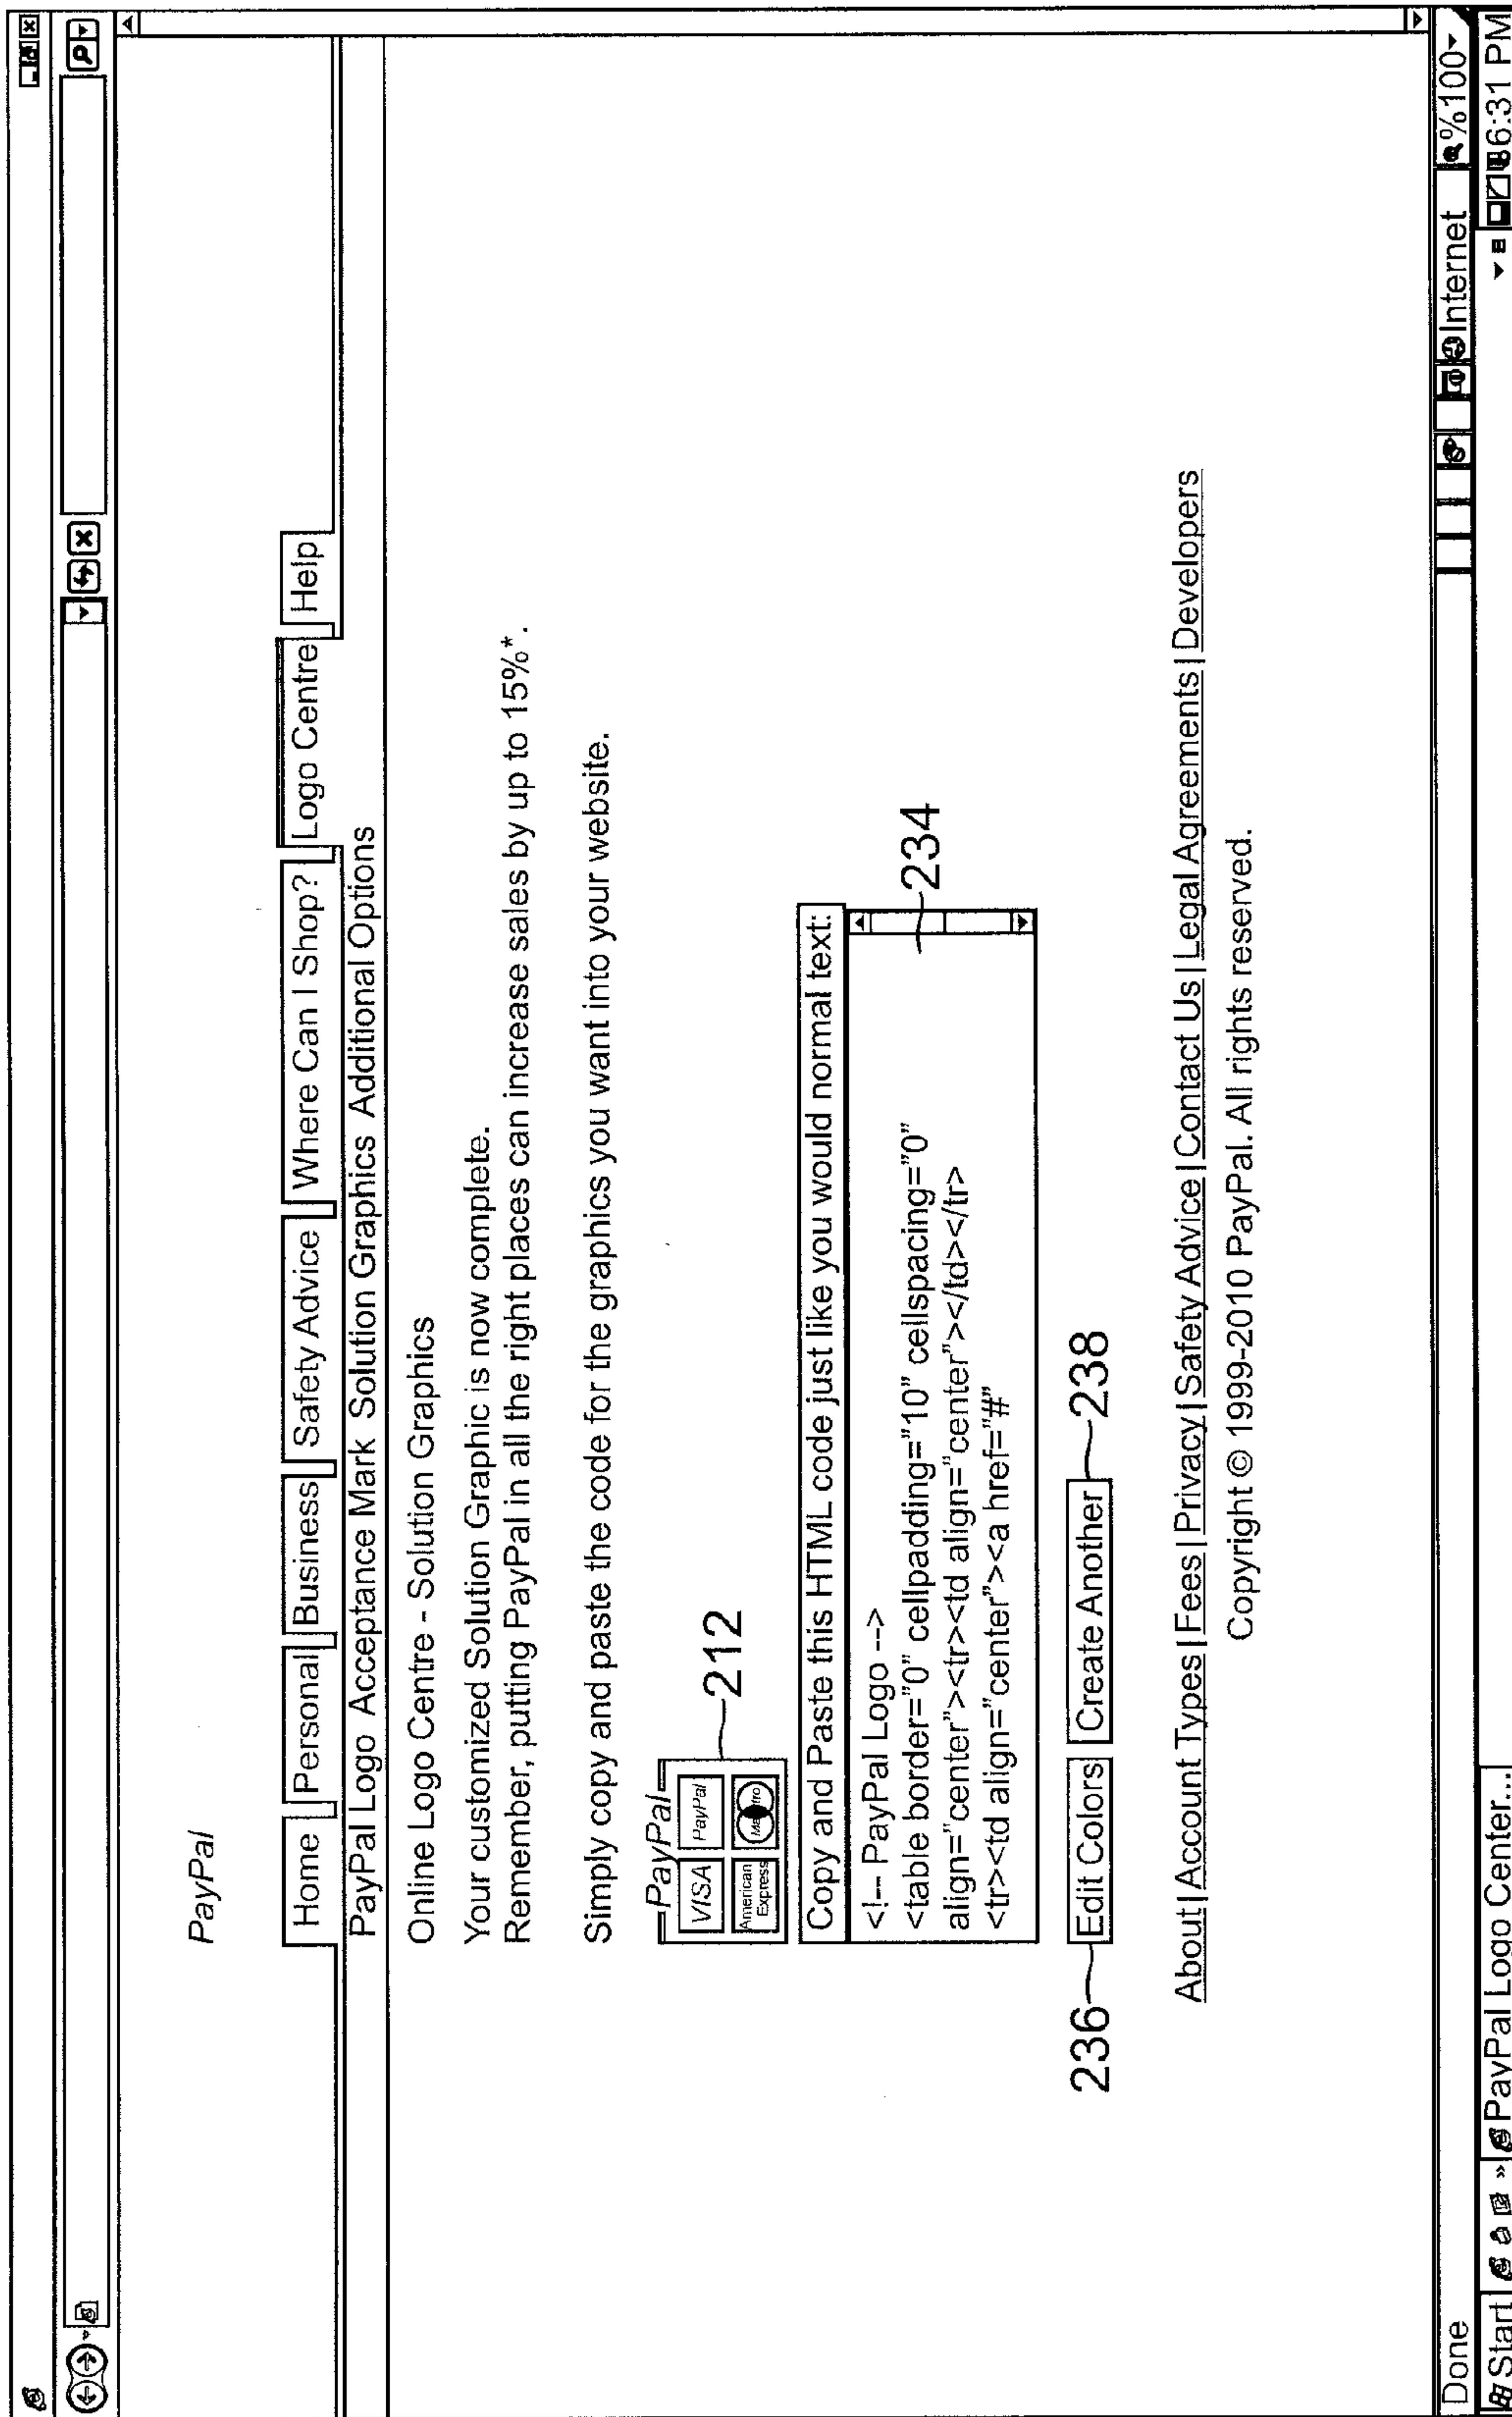 PayPal
Home Personal Business Safety Advice Where Can I Shop? Logo Centre Help
PayPal Logo Acceptance Mark Solution Graphics Additional Options
Online Logo Centre - Solution Graphics
Your customized Solution Graphic is now complete.
Remember, putting PayPal in all the right places can increase sales by up to 15%*.
Simply copy and paste the code for the graphics you want into your website.
PayPal
VISA PayPal
American Express
212
Copy and Paste this HTML code just like you would normal text:
<!-- PayPal Logo -->
<table border="0" cellpadding="10" cellspacing="0"
align="center"><tr><td align="center"></td></tr>
<tr><td align="center"><a href="#"
234
236 Edit Colors Create Another 238
About | Account Types | Fees | Privacy | Safety Advice | Contact Us | Legal Agreements | Developers
Copyright © 1999-2010 PayPal. All rights reserved.
Done Internet %100
Start » PayPal Logo Center... 6:31 PM